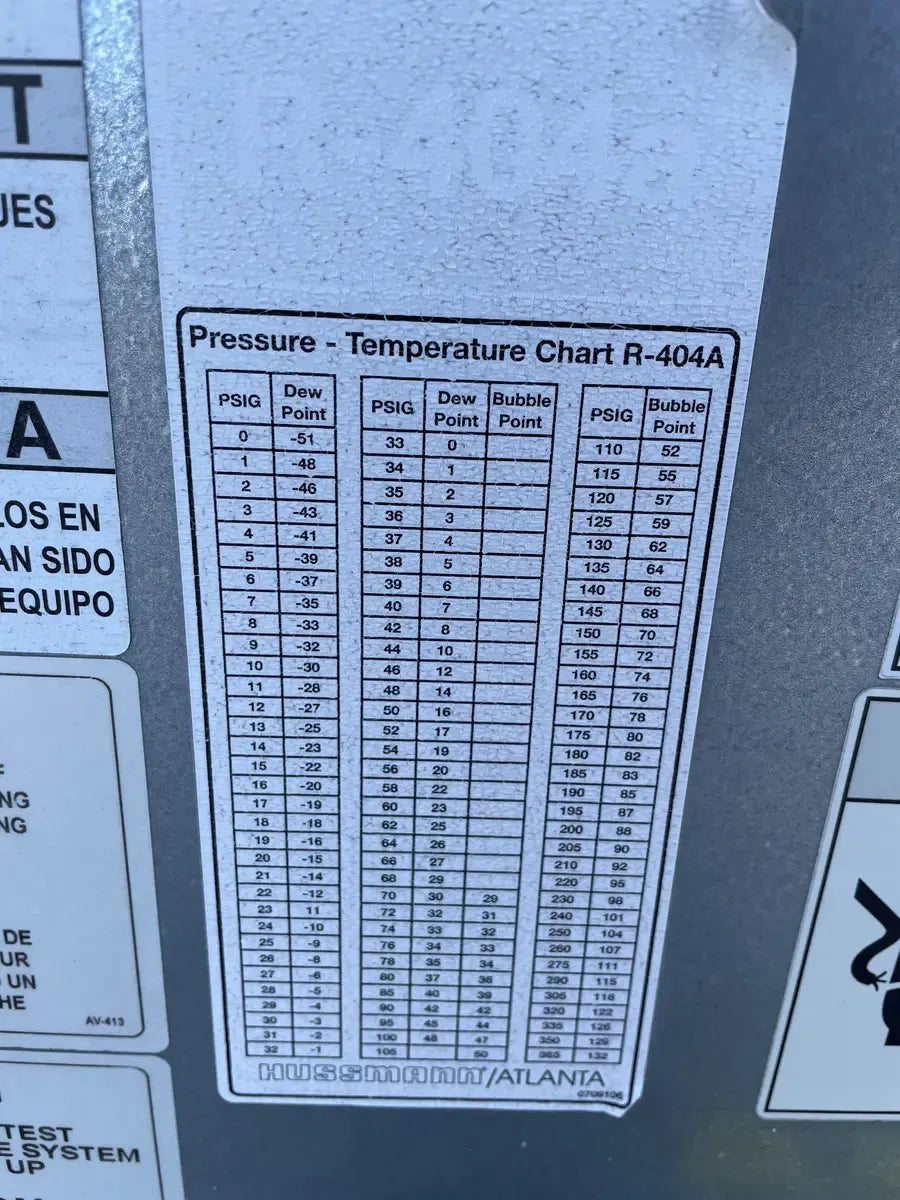 T
UES
A
LOS EN
AN SIDO
EQUIPO
NG
NG
DE
UR
UN
HE
AV-413
TEST
E SYSTEM
UP
Pressure - Temperature Chart R-404A
PSIG Dew Point PSIG Dew Point Bubble Point PSIG Bubble Point
0 -51 33 0 110 52
1 -48 34 1 115 55
2 -46 35 2 120 57
3 -43 36 3 125 59
4 -41 37 4 130 62
5 -39 38 5 135 64
6 -37 39 6 140 66
7 -35 40 7 145 68
8 -33 42 8 150 70
9 -32 44 10 155 72
10 -30 46 12 160 74
11 -28 48 14 165 76
12 -27 50 16 170 78
13 -25 52 17 175 80
14 -23 54 19 180 82
15 -22 56 20 185 83
16 -20 58 22 190 85
17 -19 60 23 195 87
18 -18 62 25 200 88
19 -16 64 26 205 90
20 -15 66 27 210 92
21 -14 68 29 220 95
22 -12 70 30 29 230 98
23 11 72 32 31 240 101
24 -10 74 33 32 250 104
25 -9 76 34 33 260 107
26 -8 78 35 34 275 111
27 -6 80 37 36 290 115
28 -5 85 40 39 305 118
29 -4 90 42 42 320 122
30 -3 95 45 44 335 126
31 -2 100 48 47 350 129
32 -1 105 50 365 132
HUSSMANN/ATLANTA
0709106